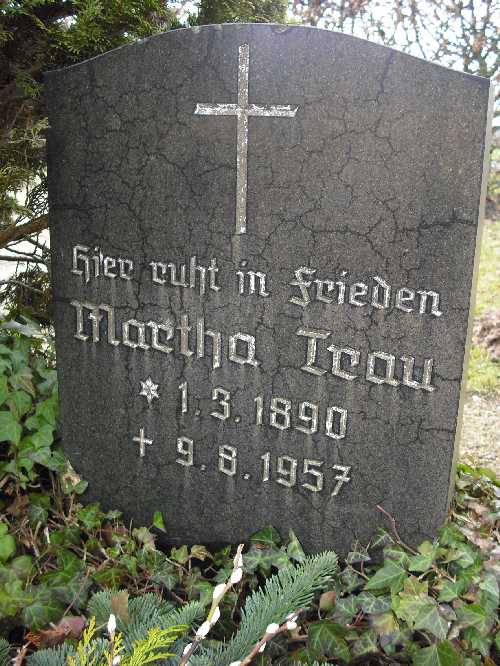 Hier ruht in Frieden
Martha Trau
* 1. 3. 1890
† 9. 8. 1957